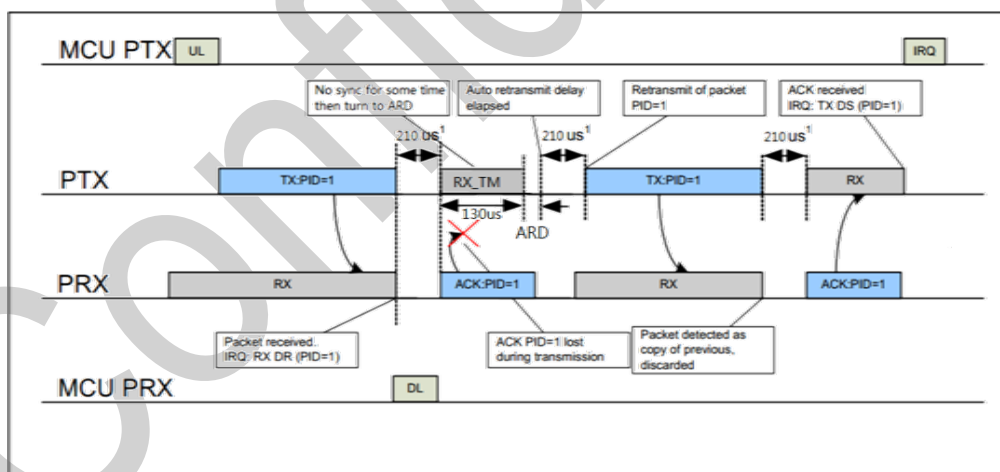 MCU PTX
UL
IRQ
No sync for some time
then turn to ARD
Auto retransmit delay
elapsed
Retransmit of packet
PID=1
ACK received
IRQ: TX DS (PID=1)
210 us1
210 us1
210 us1
PTX
TX:PID=1
RX_TM
TX:PID=1
RX
130us
ARD
PRX
RX
ACK:PID=1
RX
ACK:PID=1
Packet received.
IRQ: RX DR (PID=1)
ACK PID=1 lost
during transmission
Packet detected as
copy of previous,
discarded
MCU PRX
DL